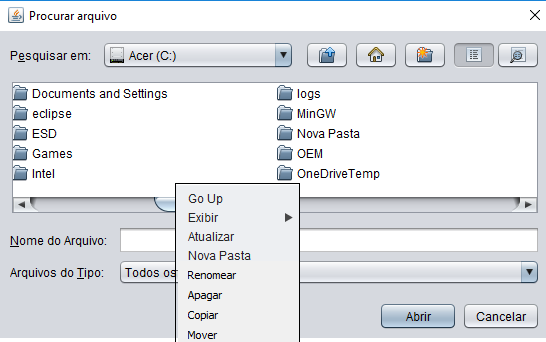 Procurar arquivo
Pesquisar em: Acer (C:)
Documents and Settings
eclipse
ESD
Games
Intel
logs
MinGW
Nova Pasta
OEM
OneDriveTemp
Go Up
Exibir
Atualizar
Nova Pasta
Renomear
Apagar
Copiar
Mover
Nome do Arquivo:
Arquivos do Tipo: Todos os
Abrir Cancelar